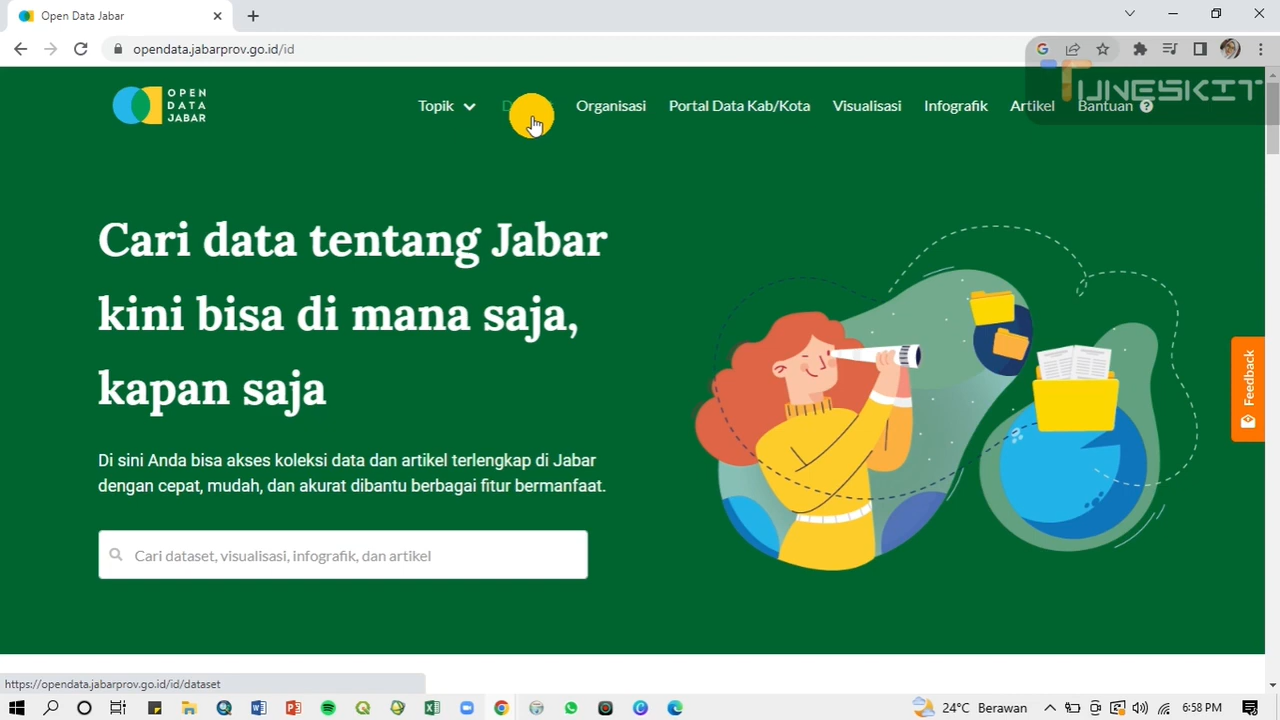 Open Data Jabar
opendata.jabarprov.go.id/id
TUNESKIT
OPEN
DATA
JABAR
Topik
Organisasi
Portal Data Kab/Kota
Visualisasi
Infografik
Artikel
Bantuan ?
Cari data tentang Jabar
kini bisa di mana saja,
kapan saja
Di sini Anda bisa akses koleksi data dan artikel terlengkap di Jabar
dengan cepat, mudah, dan akurat dibantu berbagai fitur bermanfaat.
Cari dataset, visualisasi, infografik, dan artikel
Feedback
https://opendata.jabarprov.go.id/id/dataset
24°C Berawan
6:58 PM